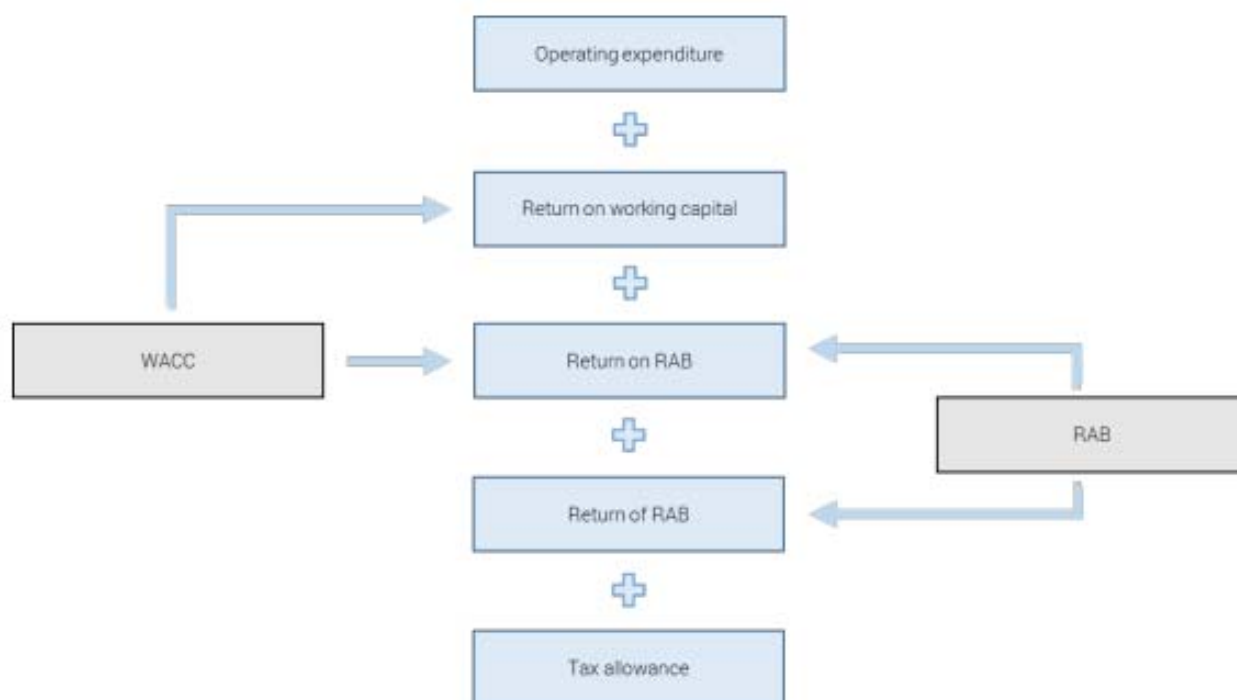 Operating expenditure
Return on working capital
WACC
Return on RAB
RAB
Return of RAB
Tax allowance